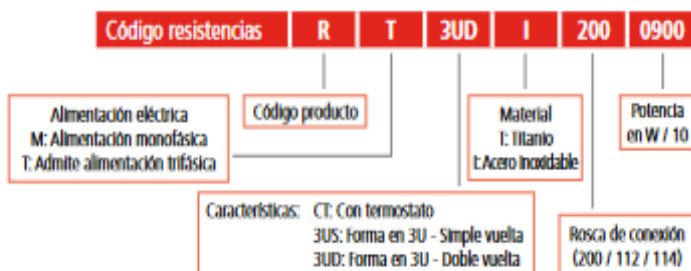 Código resistencias R T 3UD I 200 0900
Alimentación eléctrica
M: Alimentación monofásica
T: Admite alimentación trifásica
Código producto
Material
T: Titanio
I: Acero Inoxidable
Potencia
en W / 10
Características: CT: Con termostato
3US: Forma en 3U - Simple vuelta
3UD: Forma en 3U - Doble vuelta
Rosca de conexión
(200 / 112 / 114)